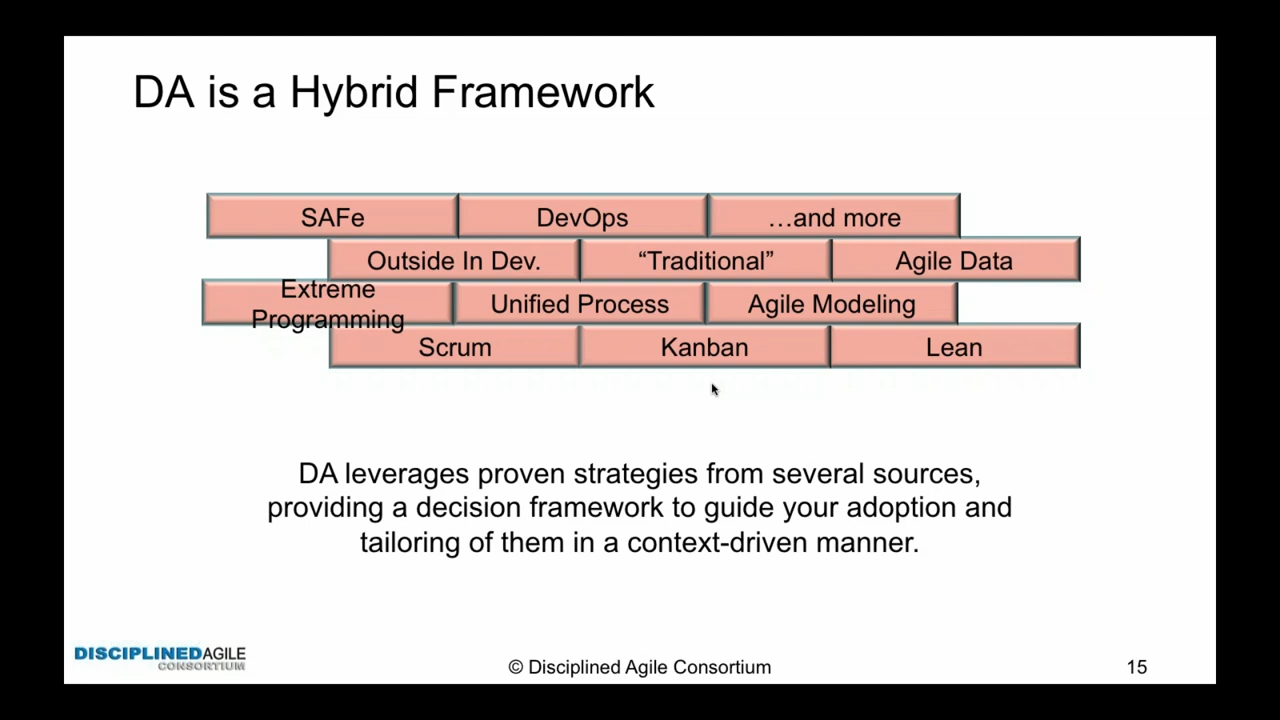 DA is a Hybrid Framework
SAFe DevOps …and more
Outside In Dev. “Traditional” Agile Data
Extreme
Programming Unified Process Agile Modeling
Scrum Kanban Lean
DA leverages proven strategies from several sources,
providing a decision framework to guide your adoption and
tailoring of them in a context-driven manner.
DISCIPLINEDAGILE
CONSORTIUM
© Disciplined Agile Consortium
15